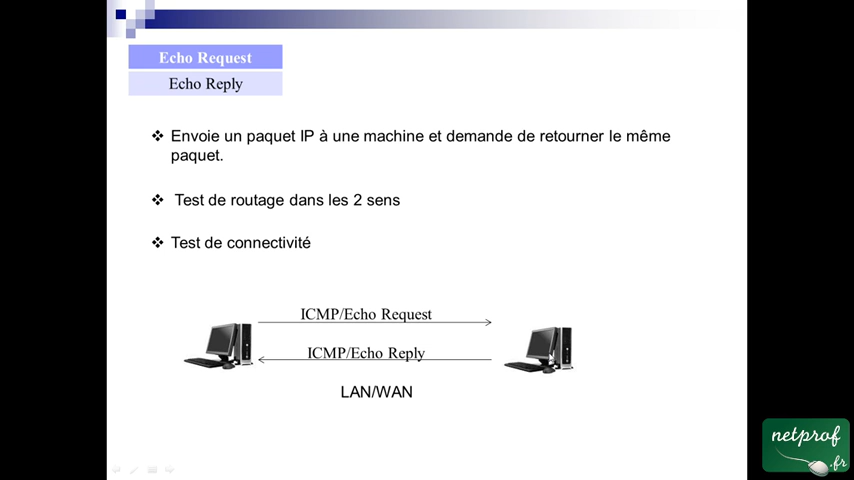 Echo Request
Echo Reply
Envoie un paquet IP à une machine et demande de retourner le même
paquet.
Test de routage dans les 2 sens
Test de connectivité
ICMP/Echo Request
ICMP/Echo Reply
LAN/WAN
netprof
.fr